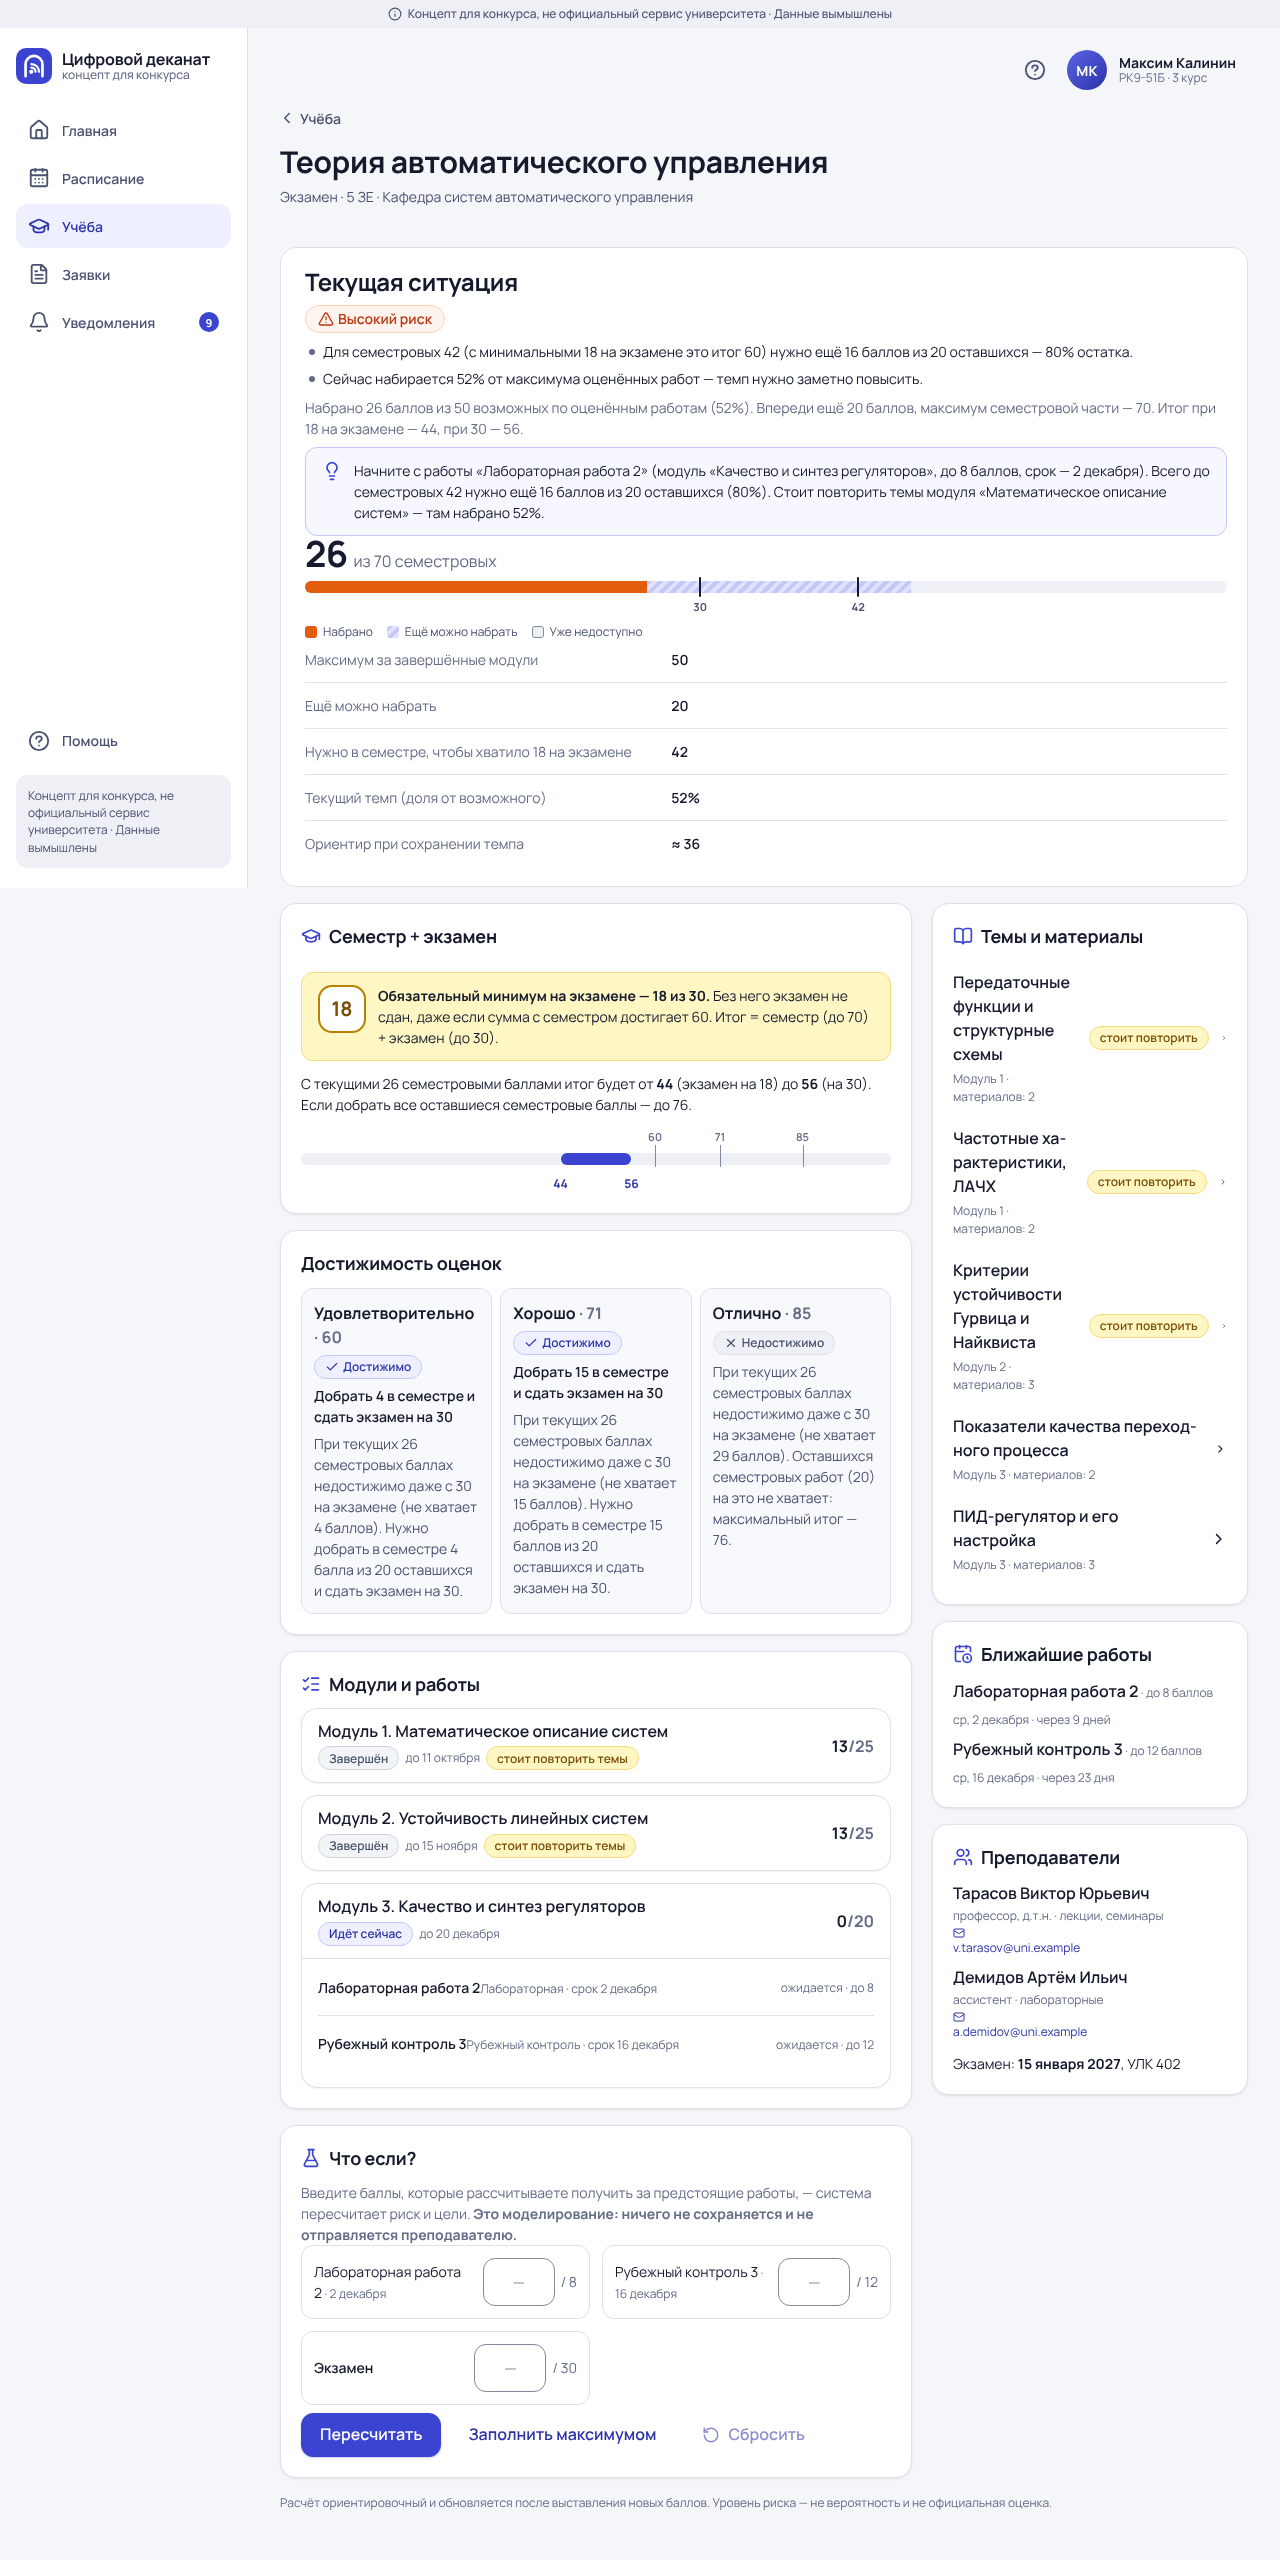 Концепт для конкурса, не официальный сервис университета · Данные вымышлены
Цифровой деканат
концепт для конкурса
Главная
Расписание
Учёба
Заявки
Уведомления 9
Помощь
Концепт для конкурса, не
официальный сервис
университета · Данные
вымышлены
МК
Максим Калинин
РК9-51Б · 3 курс
Учёба
Теория автоматического управления
Экзамен · 5 ЗЕ · Кафедра систем автоматического управления
Текущая ситуация
Высокий риск
Для семестровых 42 (с минимальными 18 на экзамене это итог 60) нужно ещё 16 баллов из 20 оставшихся — 80% остатка.
Сейчас набирается 52% от максимума оценённых работ — темп нужно заметно повысить.
Набрано 26 баллов из 50 возможных по оценённым работам (52%). Впереди ещё 20 баллов, максимум семестровой части — 70. Итог при
18 на экзамене — 44, при 30 — 56.
Начните с работы «Лабораторная работа 2» (модуль «Качество и синтез регуляторов», до 8 баллов, срок — 2 декабря). Всего до
семестровых 42 нужно ещё 16 баллов из 20 оставшихся (80%). Стоит повторить темы модуля «Математическое описание
систем» — там набрано 52%.
26 из 70 семестровых
30 42
Набрано Ещё можно набрать Уже недоступно
Максимум за завершённые модули 50
Ещё можно набрать 20
Нужно в семестре, чтобы хватило 18 на экзамене 42
Текущий темп (доля от возможного) 52%
Ориентир при сохранении темпа ≈ 36
Семестр + экзамен
18
Обязательный минимум на экзамене — 18 из 30. Без него экзамен не
сдан, даже если сумма с семестром достигает 60. Итог = семестр (до 70)
+ экзамен (до 30).
С текущими 26 семестровыми баллами итог будет от 44 (экзамен на 18) до 56 (на 30).
Если добрать все оставшиеся семестровые баллы — до 76.
60 71 85
44 56
Достижимость оценок
Удовлетворительно
· 60
Достижимо
Добрать 4 в семестре и
сдать экзамен на 30
При текущих 26
семестровых баллах
недостижимо даже с 30
на экзамене (не хватает
4 баллов). Нужно
добрать в семестре 4
балла из 20 оставшихся
и сдать экзамен на 30.
Хорошо · 71
Достижимо
Добрать 15 в семестре
и сдать экзамен на 30
При текущих 26
семестровых баллах
недостижимо даже с 30
на экзамене (не хватает
15 баллов). Нужно
добрать в семестре 15
баллов из 20
оставшихся и сдать
экзамен на 30.
Отлично · 85
Недостижимо
При текущих 26
семестровых баллах
недостижимо даже с 30
на экзамене (не хватает
29 баллов). Оставшихся
семестровых работ (20)
на это не хватает:
максимальный итог —
76.
Модули и работы
Модуль 1. Математическое описание систем
Завершён до 11 октября стоит повторить темы
13/25
Модуль 2. Устойчивость линейных систем
Завершён до 15 ноября стоит повторить темы
13/25
Модуль 3. Качество и синтез регуляторов
Идёт сейчас до 20 декабря
0/20
Лабораторная работа 2Лабораторная · срок 2 декабря ожидается · до 8
Рубежный контроль 3Рубежный контроль · срок 16 декабря ожидается · до 12
Что если?
Введите баллы, которые рассчитываете получить за предстоящие работы, — система
пересчитает риск и цели. Это моделирование: ничего не сохраняется и не
отправляется преподавателю.
Лабораторная работа
2 · 2 декабря
— / 8
Рубежный контроль 3 ·
16 декабря
— / 12
Экзамен — / 30
Пересчитать Заполнить максимумом Сбросить
Темы и материалы
Передаточные
функции и
структурные
схемы
Модуль 1 ·
материалов: 2
стоит повторить
Частотные ха-
рактеристики,
ЛАЧХ
Модуль 1 ·
материалов: 2
стоит повторить
Критерии
устойчивости
Гурвица и
Найквиста
Модуль 2 ·
материалов: 3
стоит повторить
Показатели качества переход-
ного процесса
Модуль 3 · материалов: 2
ПИД-регулятор и его
настройка
Модуль 3 · материалов: 3
Ближайшие работы
Лабораторная работа 2 · до 8 баллов
ср, 2 декабря · через 9 дней
Рубежный контроль 3 · до 12 баллов
ср, 16 декабря · через 23 дня
Преподаватели
Тарасов Виктор Юрьевич
профессор, д.т.н. · лекции, семинары
v.tarasov@uni.example
Демидов Артём Ильич
ассистент · лабораторные
a.demidov@uni.example
Экзамен: 15 января 2027, УЛК 402
Расчёт ориентировочный и обновляется после выставления новых баллов. Уровень риска — не вероятность и не официальная оценка.